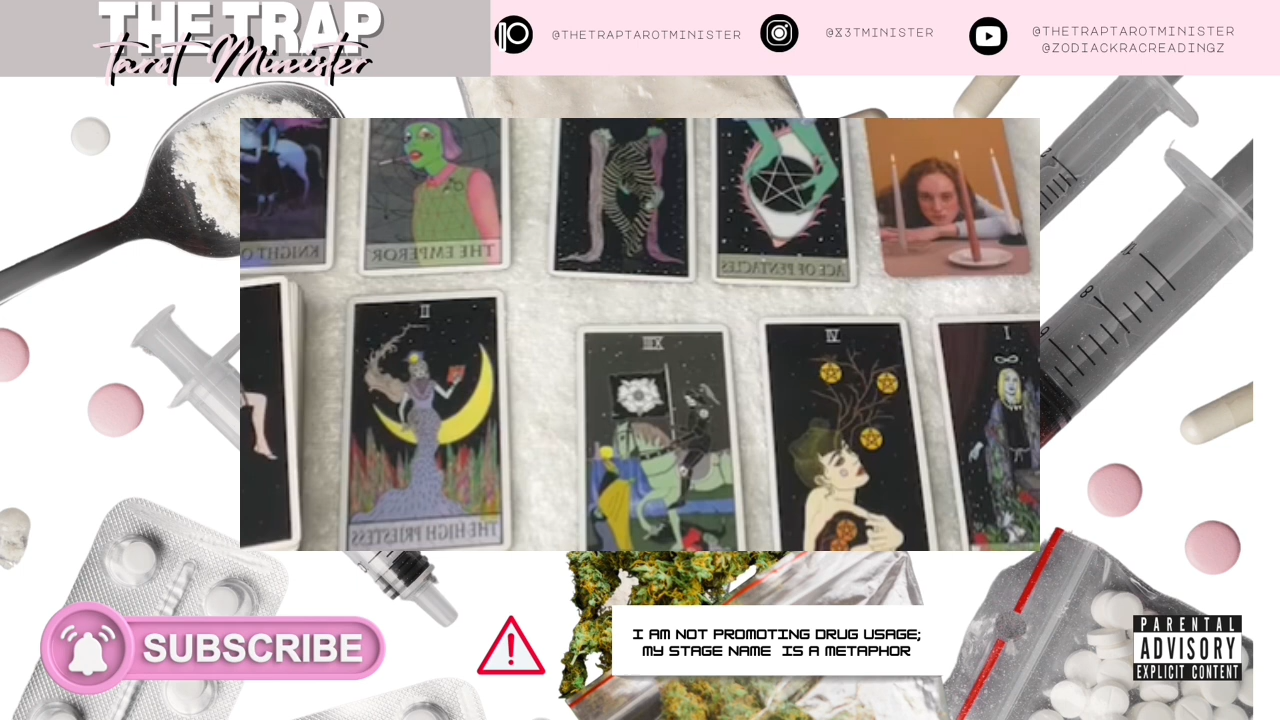 THE TRAP
tarot Minister
@THETRAPTAROTMINISTER
@X3TMINISTER
@THETRAPTAROTMINISTER
@ZODIACKRACREADINGZ
KNIGHT O
THE EMPEROR
ACE OF PENTACLES
II
XIII
IV
I
THE HIGH PRIESTESS
SUBSCRIBE
I AM NOT PROMOTING DRUG USAGE;
MY STAGE NAME IS A METAPHOR
PARENTAL
ADVISORY
EXPLICIT CONTENT